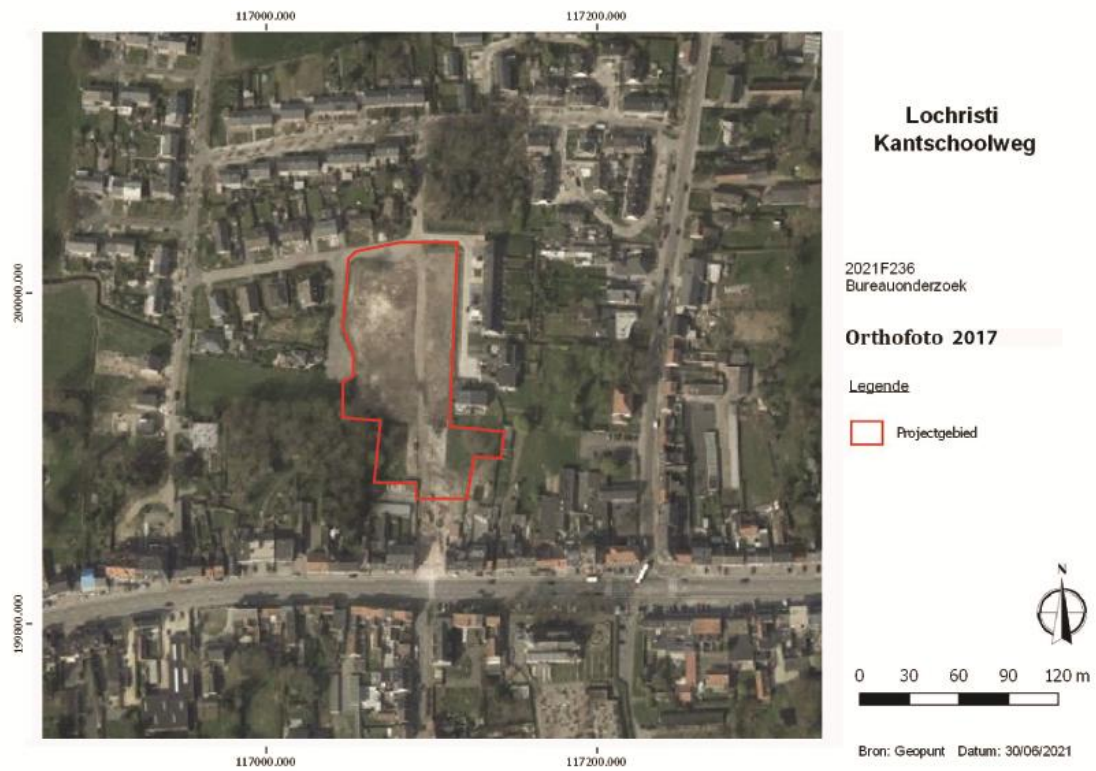 117000.000 117200.000
Lochristi
Kantschoolweg
200000.000
2021F236
Bureauonderzoek
Orthofoto 2017
Legende
Projectgebied
199800.000
N
0 30 60 90 120 m
Bron: Geopunt Datum: 30/06/2021
117000.000 117200.000